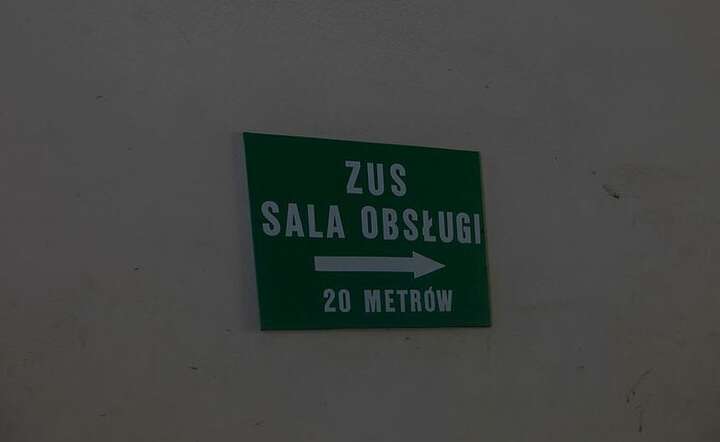 ZUS
SALA OBSŁUGI
20 METRÓW